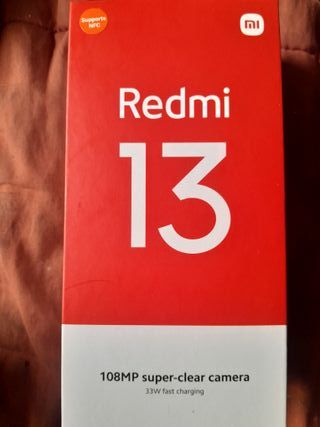 Supports
NFC
mi
Redmi
13
108MP super-clear camera
33W fast charging